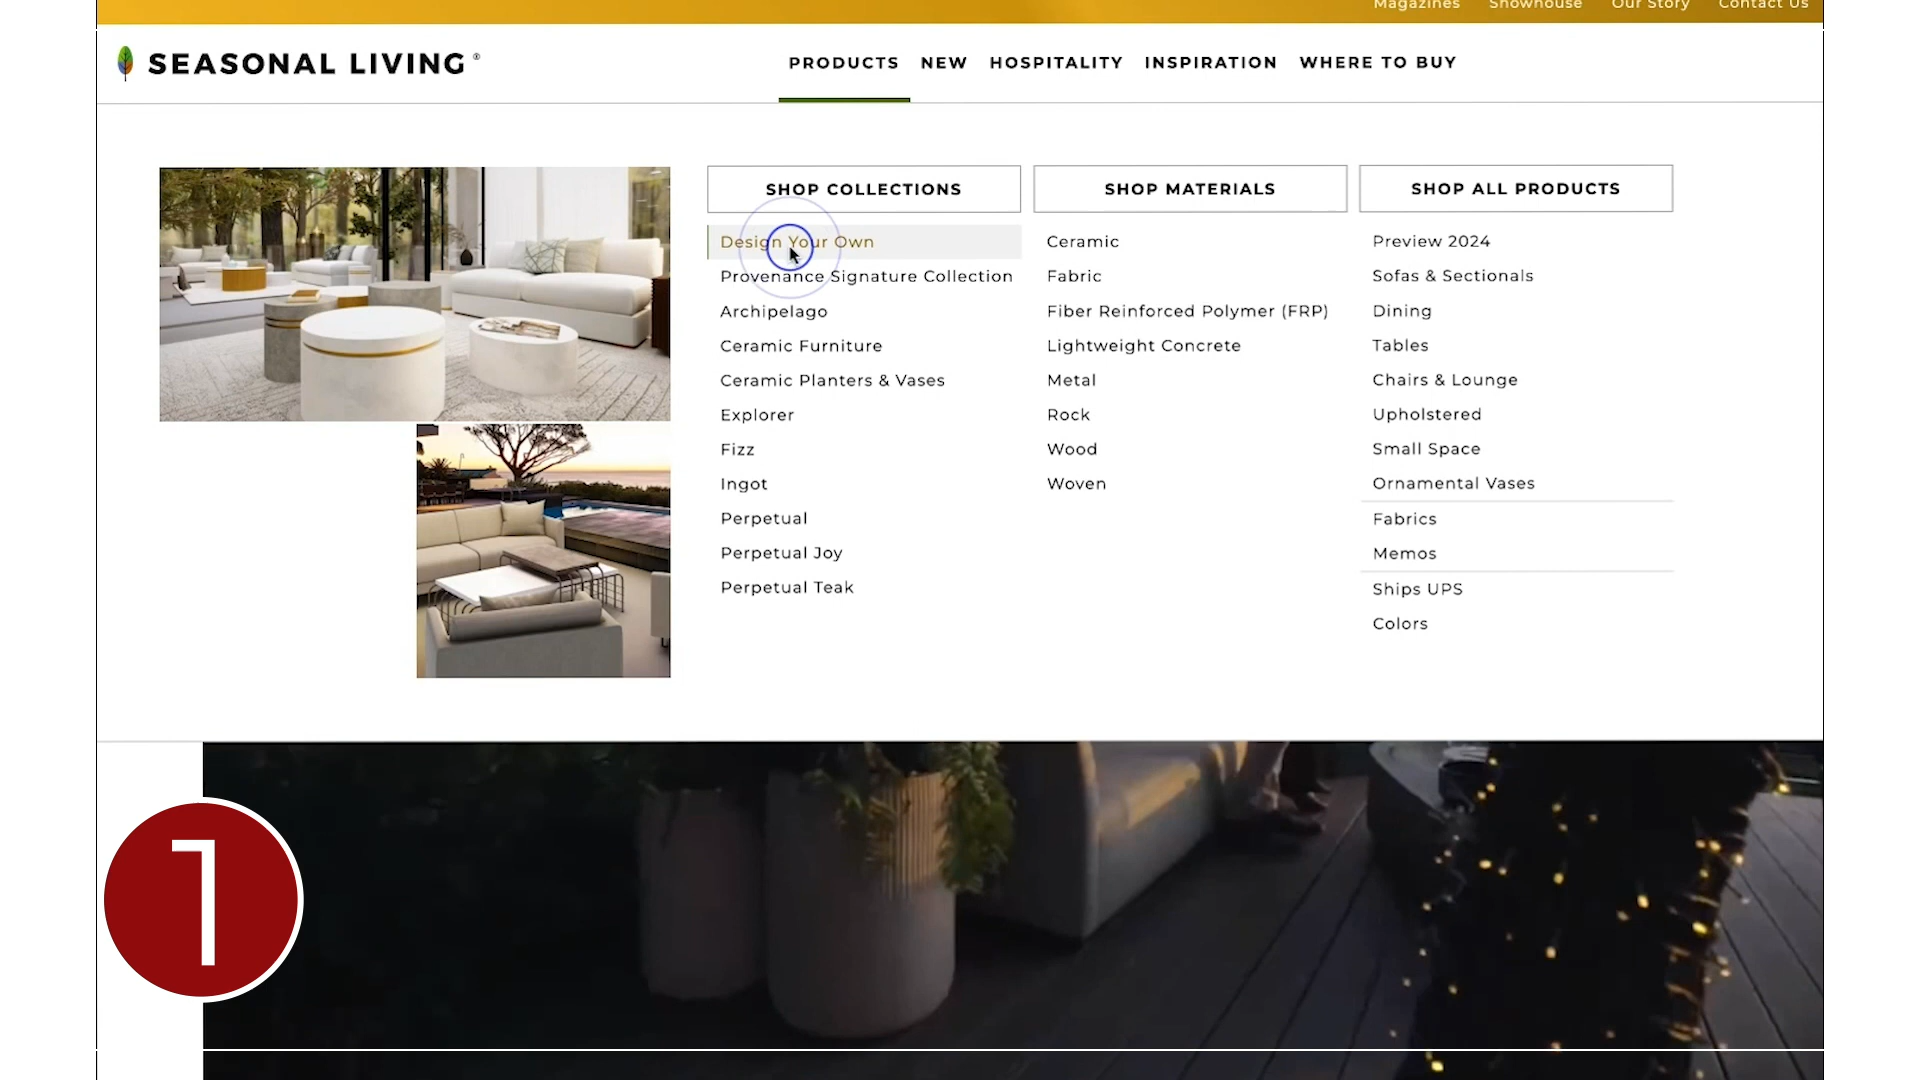 Magazines Showhouse Our Story Contact Us
SEASONAL LIVING®
PRODUCTS NEW HOSPITALITY INSPIRATION WHERE TO BUY
SHOP COLLECTIONS
Design Your Own
Provenance Signature Collection
Archipelago
Ceramic Furniture
Ceramic Planters & Vases
Explorer
Fizz
Ingot
Perpetual
Perpetual Joy
Perpetual Teak
SHOP MATERIALS
Ceramic
Fabric
Fiber Reinforced Polymer (FRP)
Lightweight Concrete
Metal
Rock
Wood
Woven
SHOP ALL PRODUCTS
Preview 2024
Sofas & Sectionals
Dining
Tables
Chairs & Lounge
Upholstered
Small Space
Ornamental Vases
Fabrics
Memos
Ships UPS
Colors
1